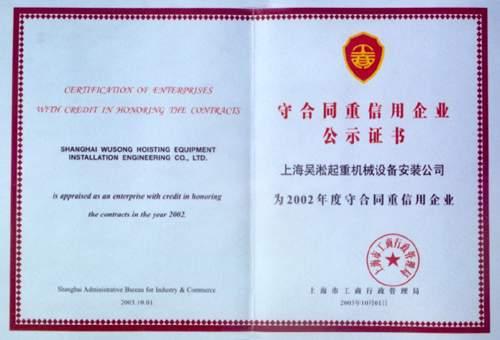 CERTIFICATION OF ENTERPRISES
WITH CREDIT IN HONORING THE CONTRACTS
SHANGHAI WUSONG HOISTING EQUIPMENT
INSTALLATION ENGINEERING CO., LTD.
is appraised as an enterprise with credit in honoring
the contracts in the year 2002.
Shanghai Administrative Bureau for Industry & Commerce
2003.10.01
守合同重信用企业
公示证书
上海吴淞起重机械设备安装公司
为2002年度守合同重信用企业
上海市工商行政管理局
上海市工商行政管理局
2003年10月01日